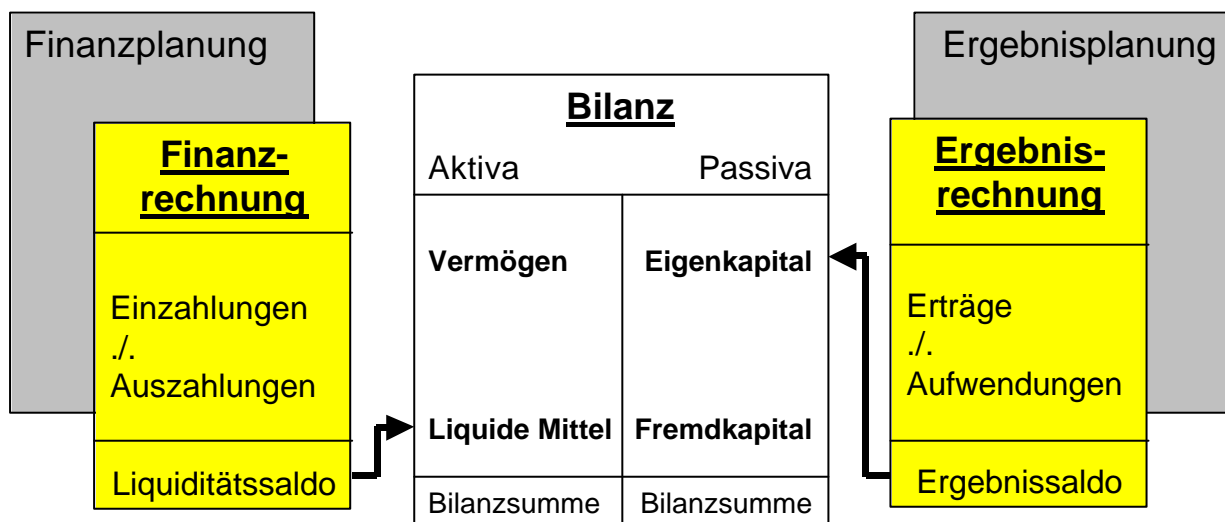 Finanzplanung
Finanz-
rechnung
Einzahlungen
./.
Auszahlungen
Liquiditätssaldo
Bilanz
Aktiva Passiva
Vermögen Eigenkapital
Liquide Mittel Fremdkapital
Bilanzsumme Bilanzsumme
Ergebnisplanung
Ergebnis-
rechnung
Erträge
./.
Aufwendungen
Ergebnissaldo